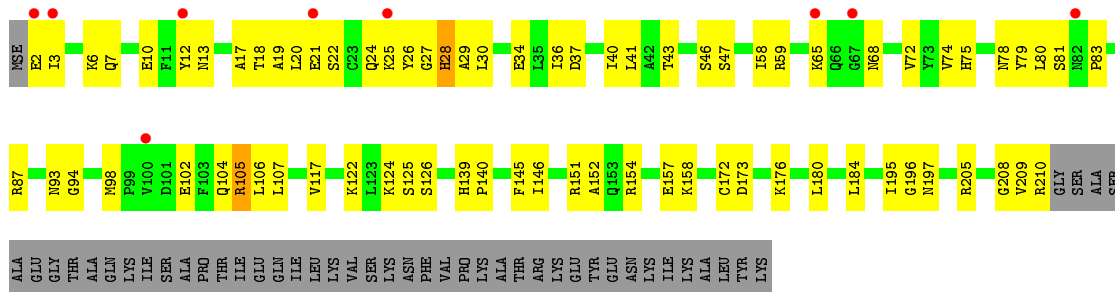 MSE E2 I3 K6 Q7 E10 F11 Y12 N13 A17 T18 A19 L20 E21 S22 C23 Q24 K25 Y26 G27 H28 A29 L30 E34 L35 I36 D37 I40 L41 A42 T43 S46 S47 I58 R59 K65 Q66 G67 N68 V72 Y73 V74 H75 N78 Y79 L80 S81 N82 P83
R87 N93 G94 M98 P99 V100 D101 E102 F103 Q104 R105 L106 L107 V117 K122 L123 K124 S125 S126 H139 P140 F145 I146 R151 A152 Q153 R154 E157 K158 C172 D173 K176 L180 L184 I195 G196 N197 R205 G208 V209 R210 GLY SER ALA SER
ALA GLU GLY THR ALA GLN LYS ILE SER ALA PRO THR ILE GLU GLN ILE LEU LYS VAL SER LYS ASN PHE VAL PRO LYS ALA THR ARG LYS GLU TYR GLU ASN LYS ILE LYS ALA LEU TYR LYS